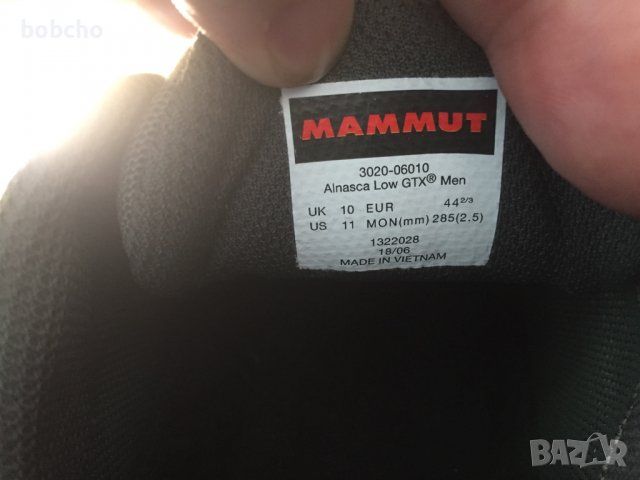 bobcho
MAMMUT
3020-06010
Alnasca Low GTX® Men
UK 10 EUR 44 2/3
US 11 MON(mm) 285(2.5)
1322028
18/06
MADE IN VIETNAM
BAZAR